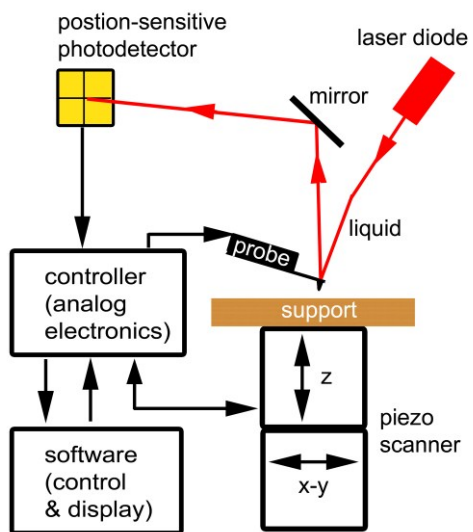 postion-sensitive
photodetector
laser diode
mirror
liquid
probe
controller
(analog
electronics)
support
z
piezo
scanner
x-y
software
(control
& display)